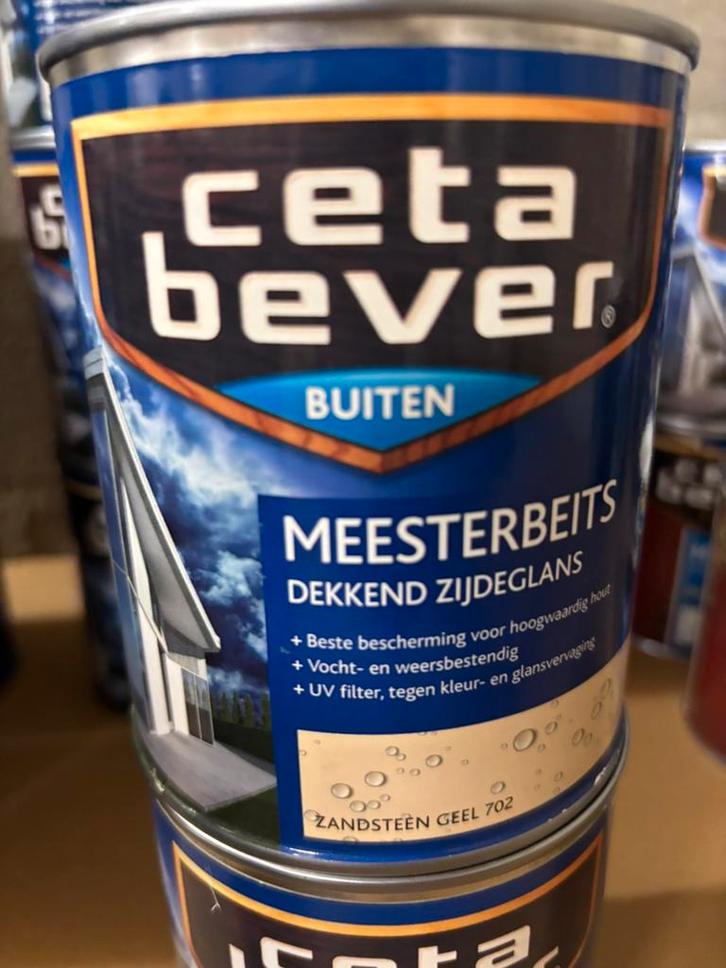 ceta
bever®
BUITEN
MEESTERBEITS
DEKKEND ZIJDEGLANS
+ Beste bescherming voor hoogwaardig hout
+ Vocht- en weersbestendig
+ UV filter, tegen kleur- en glansvervaging
ZANDSTEEN GEEL 702
ceta